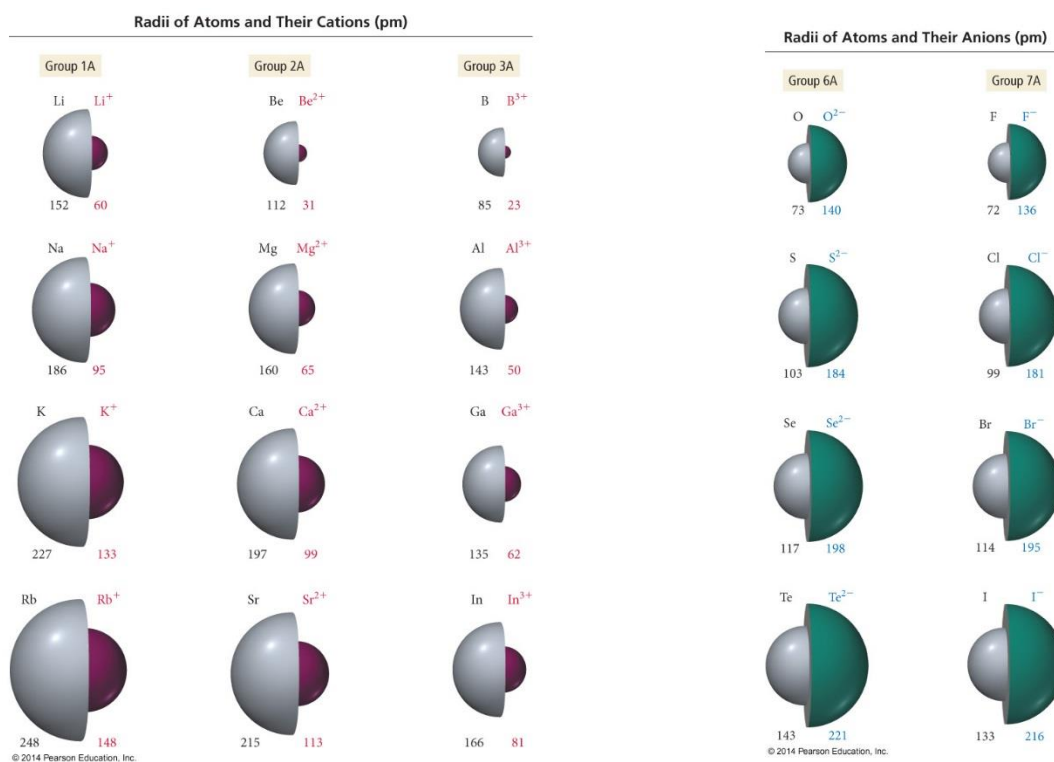 Radii of Atoms and Their Cations (pm)
Group 1A Group 2A Group 3A
Li Li⁺ Be Be²⁺ B B³⁺
152 60 112 31 85 23
Na Na⁺ Mg Mg²⁺ Al Al³⁺
186 95 160 65 143 50
K K⁺ Ca Ca²⁺ Ga Ga³⁺
227 133 197 99 135 62
Rb Rb⁺ Sr Sr²⁺ In In³⁺
248 148 215 113 166 81
© 2014 Pearson Education, Inc.
Radii of Atoms and Their Anions (pm)
Group 6A Group 7A
O O²⁻ F F⁻
73 140 72 136
S S²⁻ Cl Cl⁻
103 184 99 181
Se Se²⁻ Br Br⁻
117 198 114 195
Te Te²⁻ I I⁻
143 221 133 216
© 2014 Pearson Education, Inc.